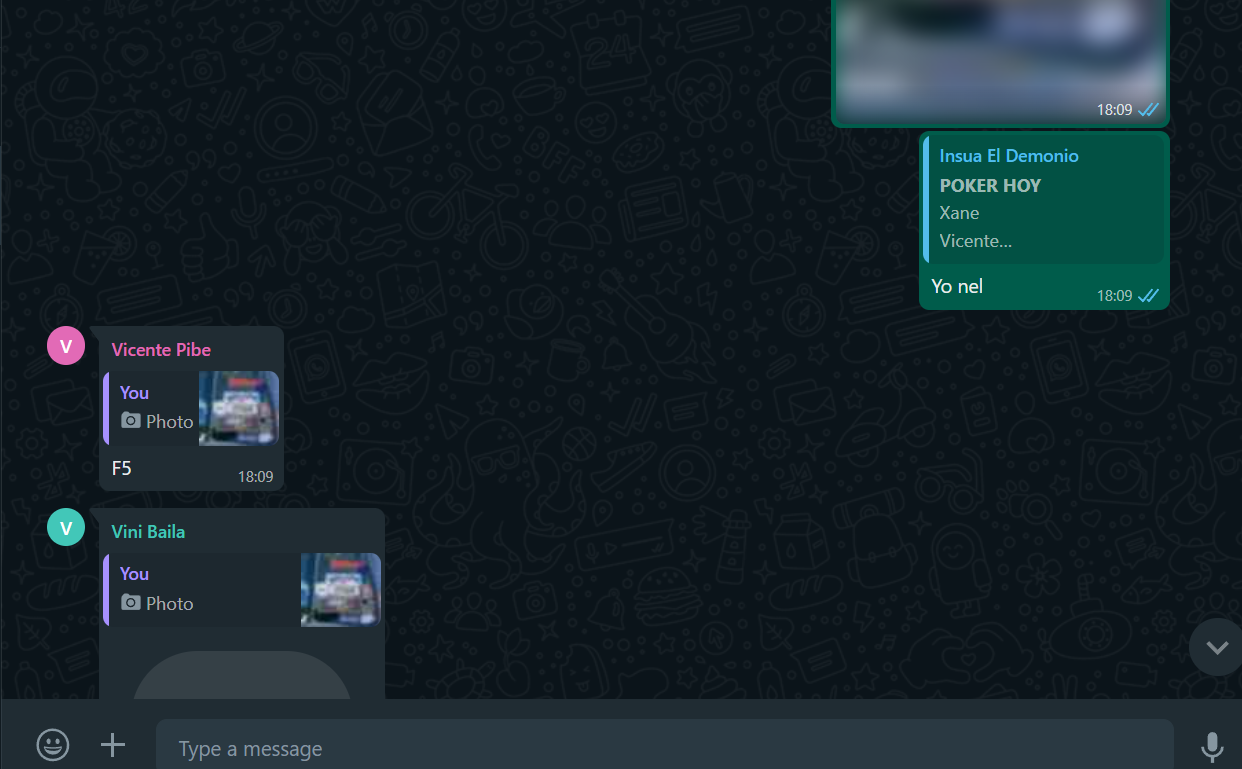 18:09
Insua El Demonio
POKER HOY
Xane
Vicente...
Yo nel
18:09
V
Vicente Pibe
You
Photo
F5
18:09
V
Vini Baila
You
Photo
Type a message